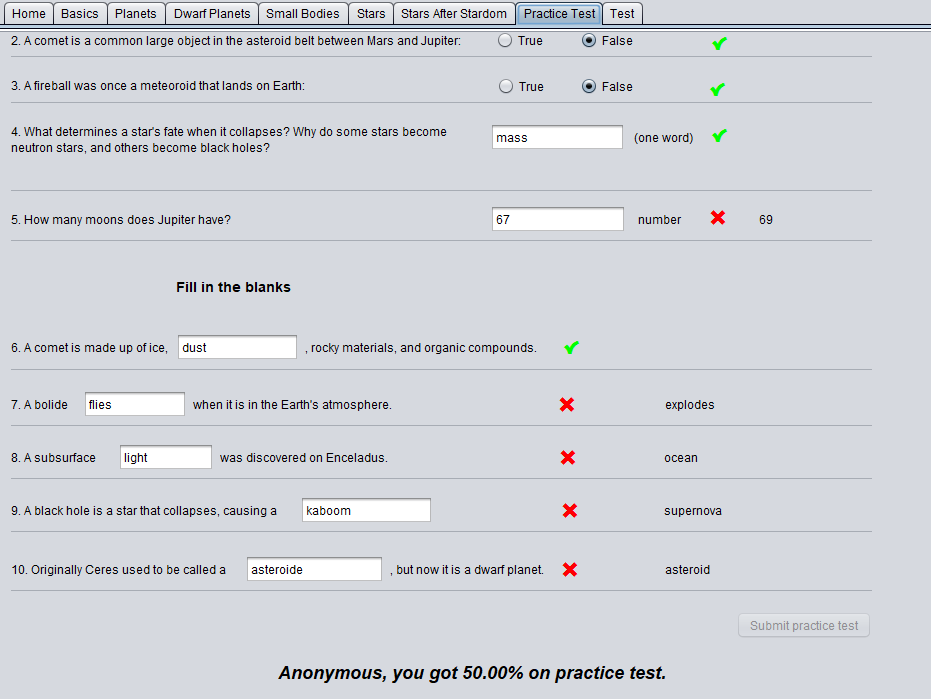 Home Basics Planets Dwarf Planets Small Bodies Stars Stars After Stardom Practice Test Test
2. A comet is a common large object in the asteroid belt between Mars and Jupiter: True False
3. A fireball was once a meteoroid that lands on Earth: True False
4. What determines a star's fate when it collapses? Why do some stars become
neutron stars, and others become black holes?
mass (one word)
5. How many moons does Jupiter have? 67 number 69
Fill in the blanks
6. A comet is made up of ice, dust , rocky materials, and organic compounds.
7. A bolide flies when it is in the Earth's atmosphere. explodes
8. A subsurface light was discovered on Enceladus. ocean
9. A black hole is a star that collapses, causing a kaboom supernova
10. Originally Ceres used to be called a asteroide , but now it is a dwarf planet. asteroid
Submit practice test
Anonymous, you got 50.00% on practice test.